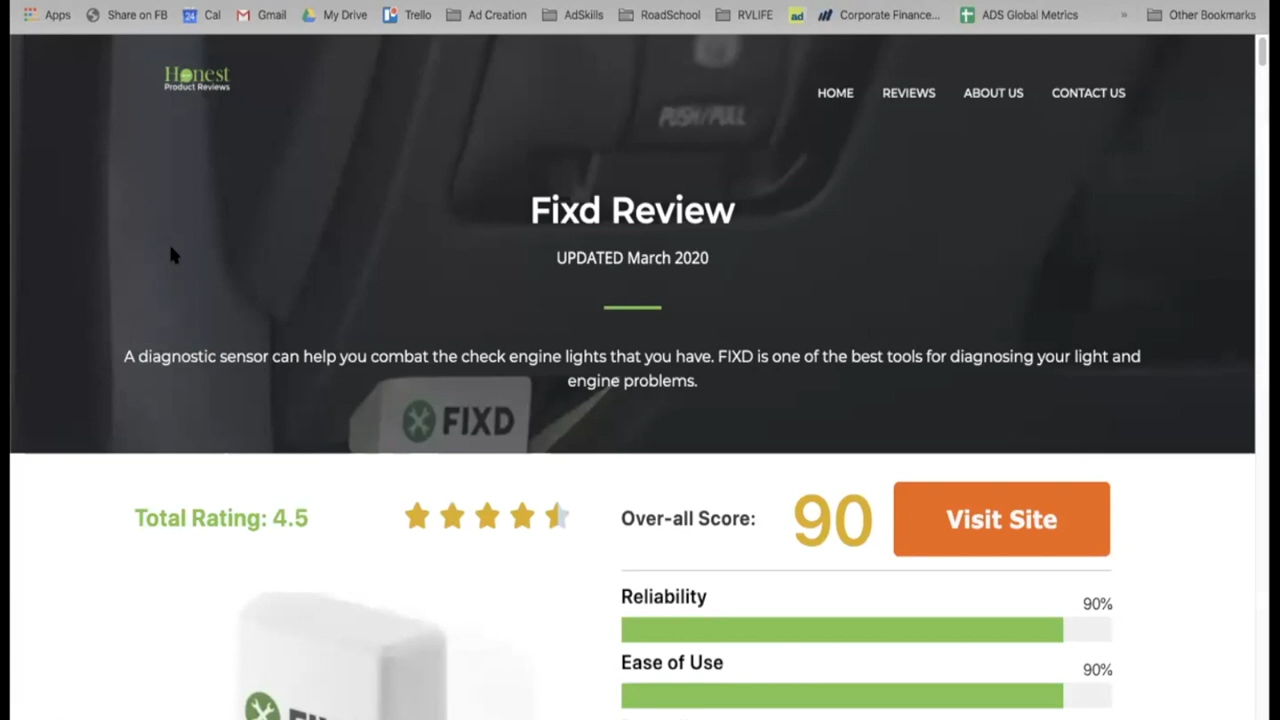 Apps Share on FB 24 Cal Gmail My Drive Trello Ad Creation AdSkills RoadSchool RVLIFE ad Corporate Finance... ADS Global Metrics » Other Bookmarks
Honest
Product Reviews
HOME REVIEWS ABOUT US CONTACT US
PUSH/PULL
Fixd Review
UPDATED March 2020
A diagnostic sensor can help you combat the check engine lights that you have. FIXD is one of the best tools for diagnosing your light and
engine problems.
FIXD
Total Rating: 4.5
Over-all Score: 90 Visit Site
Reliability 90%
Ease of Use 90%